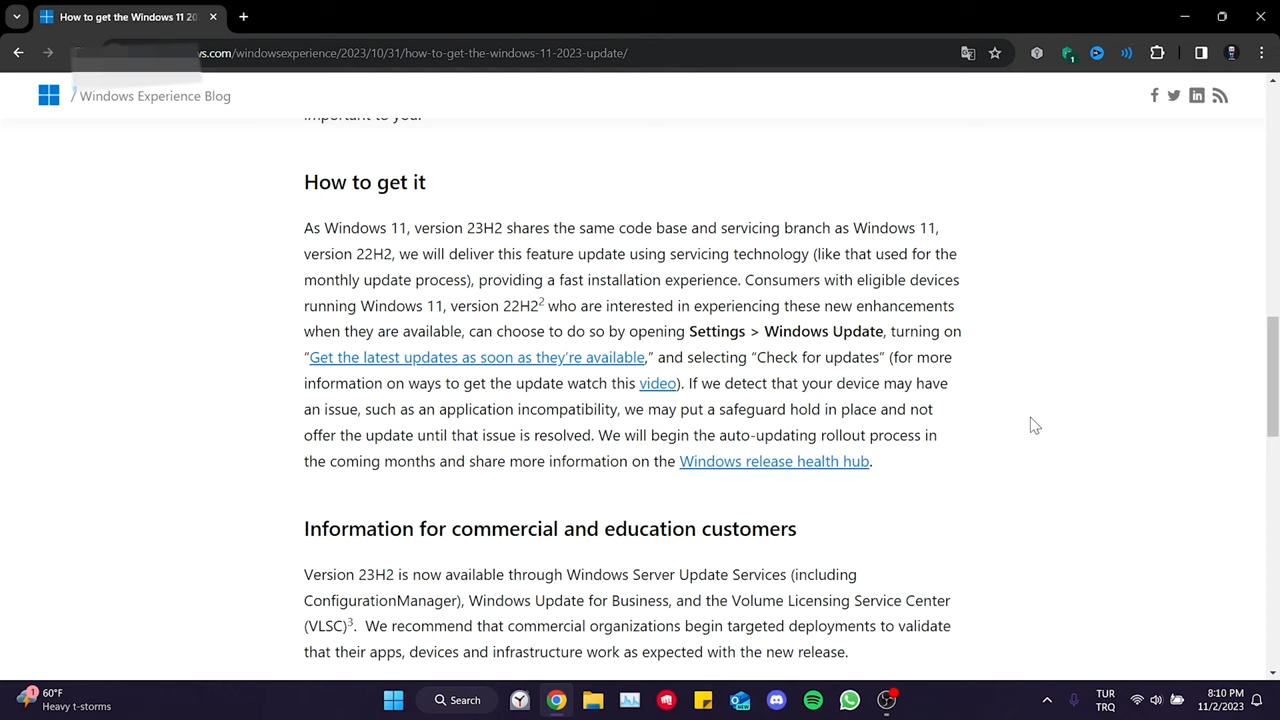 How to get the Windows 11 20
s.com/windowsexperience/2023/10/31/how-to-get-the-windows-11-2023-update/
1
/ Windows Experience Blog
important to you.
How to get it
As Windows 11, version 23H2 shares the same code base and servicing branch as Windows 11,
version 22H2, we will deliver this feature update using servicing technology (like that used for the
monthly update process), providing a fast installation experience. Consumers with eligible devices
running Windows 11, version 22H2² who are interested in experiencing these new enhancements
when they are available, can choose to do so by opening Settings > Windows Update, turning on
“Get the latest updates as soon as they’re available,” and selecting “Check for updates” (for more
information on ways to get the update watch this video). If we detect that your device may have
an issue, such as an application incompatibility, we may put a safeguard hold in place and not
offer the update until that issue is resolved. We will begin the auto-updating rollout process in
the coming months and share more information on the Windows release health hub.
Information for commercial and education customers
Version 23H2 is now available through Windows Server Update Services (including
ConfigurationManager), Windows Update for Business, and the Volume Licensing Service Center
(VLSC)³. We recommend that commercial organizations begin targeted deployments to validate
that their apps, devices and infrastructure work as expected with the new release.
1
60°F
Heavy t-storms
Search
TUR
TRQ
8:10 PM
11/2/2023